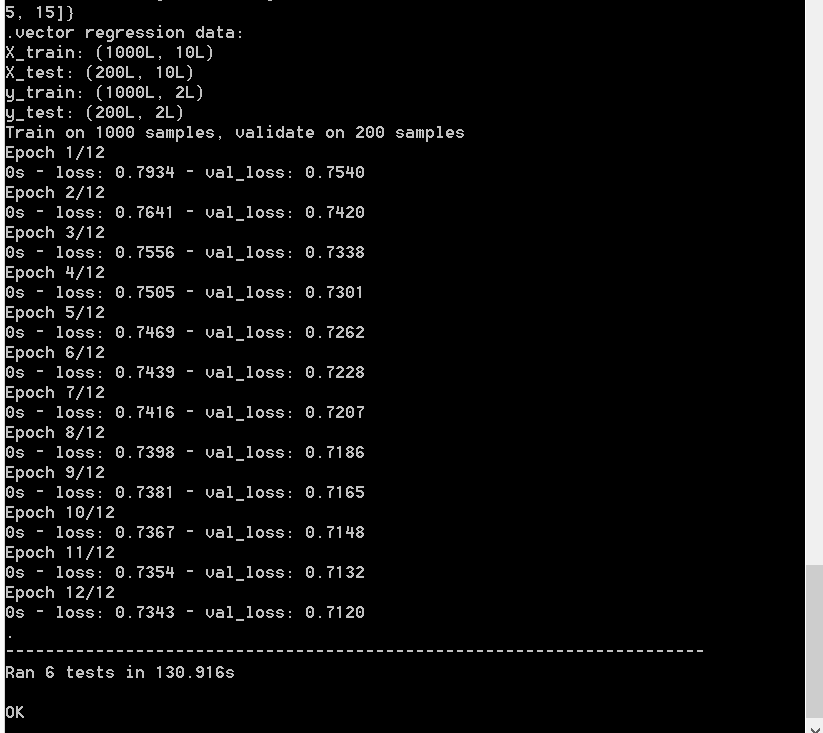 5, 15]}
.vector regression data:
X_train: (1000L, 10L)
X_test: (200L, 10L)
y_train: (1000L, 2L)
y_test: (200L, 2L)
Train on 1000 samples, validate on 200 samples
Epoch 1/12
0s - loss: 0.7934 - val_loss: 0.7540
Epoch 2/12
0s - loss: 0.7641 - val_loss: 0.7420
Epoch 3/12
0s - loss: 0.7556 - val_loss: 0.7338
Epoch 4/12
0s - loss: 0.7505 - val_loss: 0.7301
Epoch 5/12
0s - loss: 0.7469 - val_loss: 0.7262
Epoch 6/12
0s - loss: 0.7439 - val_loss: 0.7228
Epoch 7/12
0s - loss: 0.7416 - val_loss: 0.7207
Epoch 8/12
0s - loss: 0.7398 - val_loss: 0.7186
Epoch 9/12
0s - loss: 0.7381 - val_loss: 0.7165
Epoch 10/12
0s - loss: 0.7367 - val_loss: 0.7148
Epoch 11/12
0s - loss: 0.7354 - val_loss: 0.7132
Epoch 12/12
0s - loss: 0.7343 - val_loss: 0.7120
.
----------------------------------------------------------------------
Ran 6 tests in 130.916s
OK